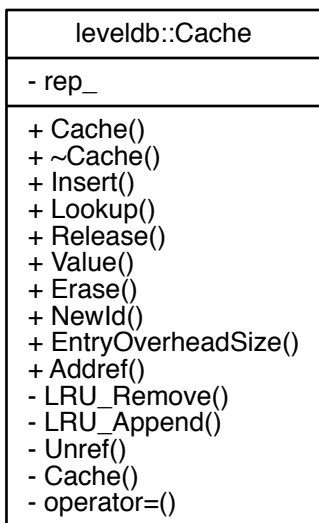 leveldb::Cache
- rep_
+ Cache()
+ ~Cache()
+ Insert()
+ Lookup()
+ Release()
+ Value()
+ Erase()
+ NewId()
+ EntryOverheadSize()
+ Addref()
- LRU_Remove()
- LRU_Append()
- Unref()
- Cache()
- operator=()